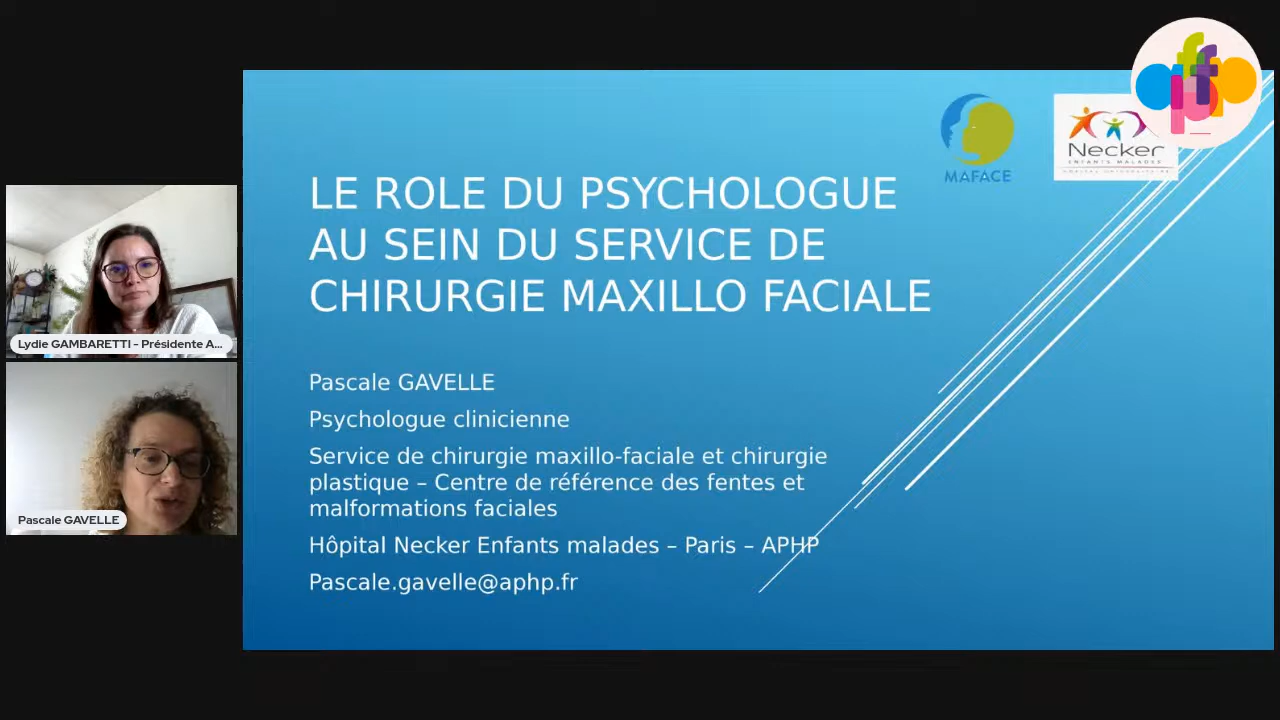 MAFACE
Necker
ENFANTS MALADES
LE ROLE DU PSYCHOLOGUE
AU SEIN DU SERVICE DE
CHIRURGIE MAXILLO FACIALE
Pascale GAVELLE
Psychologue clinicienne
Service de chirurgie maxillo-faciale et chirurgie
plastique – Centre de référence des fentes et
malformations faciales
Hôpital Necker Enfants malades – Paris – APHP
Pascale.gavelle@aphp.fr
Lydie GAMBARETTI - Présidente A...
Pascale GAVELLE